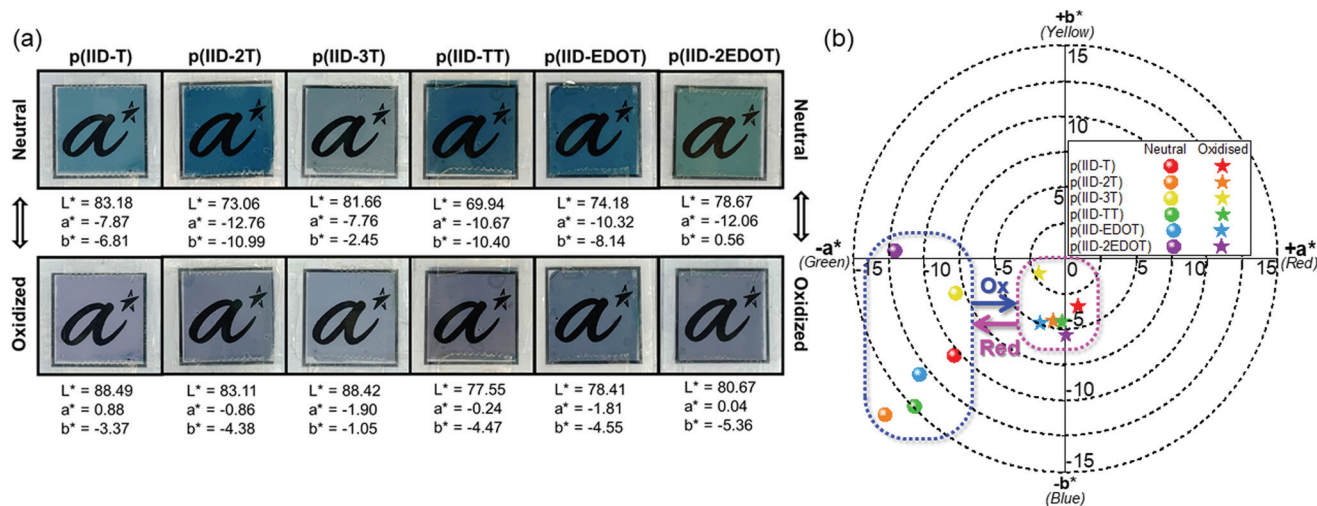 (a)
p(IID-T) p(IID-2T) p(IID-3T) p(IID-TT) p(IID-EDOT) p(IID-2EDOT)
Neutral
a* a* a* a* a* a*
Neutral
L* = 83.18 L* = 73.06 L* = 81.66 L* = 69.94 L* = 74.18 L* = 78.67
a* = -7.87 a* = -12.76 a* = -7.76 a* = -10.67 a* = -10.32 a* = -12.06
b* = -6.81 b* = -10.99 b* = -2.45 b* = -10.40 b* = -8.14 b* = 0.56
Oxidized
a* a* a* a* a* a*
Oxidized
L* = 88.49 L* = 83.11 L* = 88.42 L* = 77.55 L* = 78.41 L* = 80.67
a* = 0.88 a* = -0.86 a* = -1.90 a* = -0.24 a* = -1.81 a* = 0.04
b* = -3.37 b* = -4.38 b* = -1.05 b* = -4.47 b* = -4.55 b* = -5.36
(b)
+b*
(Yellow)
15
10
Neutral Oxidised
p(IID-T)
p(IID-2T)
p(IID-3T)
p(IID-TT)
p(IID-EDOT)
p(IID-2EDOT)
5
-a*
(Green)
-15 -10 -5 0 5 10 15
+a*
(Red)
Ox
Red
-5
-10
-15
-b*
(Blue)